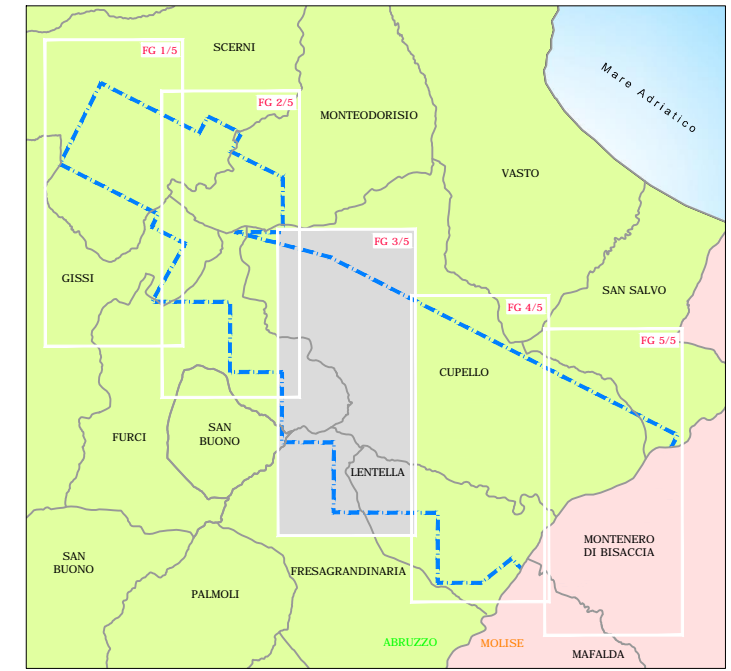 SCERNI
FG 1/5
Mare Adriatico
FG 2/5
MONTEODORISIO
VASTO
FG 3/5
GISSI
SAN SALVO
FG 4/5
FG 5/5
CUPELLO
FURCI
SAN
BUONO
LENTELLA
MONTENERO
DI BISACCIA
SAN
BUONO
FRESAGRANDINARIA
PALMOLI
ABRUZZO
MOLISE
MAFALDA